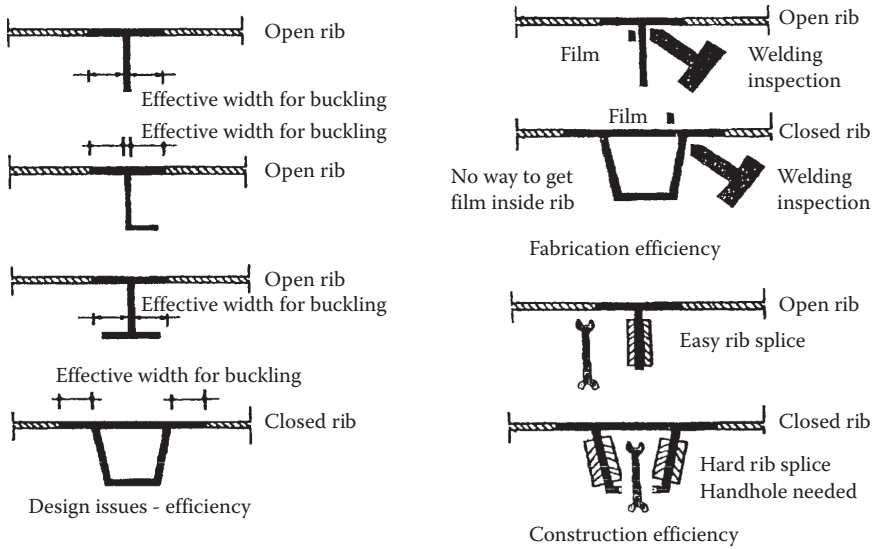 Open rib
Effective width for buckling
Effective width for buckling
Open rib
Open rib
Effective width for buckling
Effective width for buckling
Closed rib
Design issues - efficiency
Open rib
Film
Welding
inspection
Film
Closed rib
No way to get
film inside rib
Welding
inspection
Fabrication efficiency
Open rib
Easy rib splice
Closed rib
Hard rib splice
Handhole needed
Construction efficiency